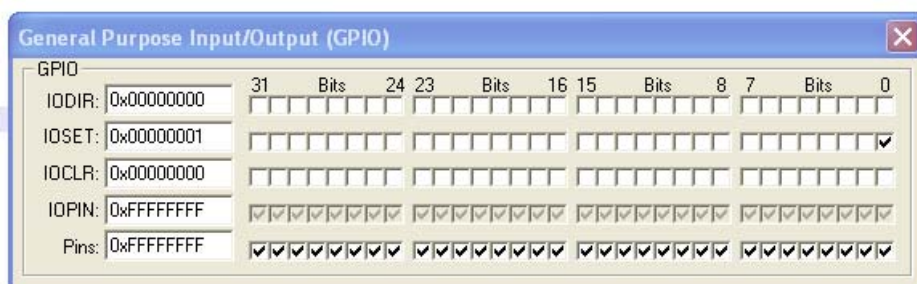 General Purpose Input/Output (GPIO)
GPIO
31 Bits 24 23 Bits 16 15 Bits 8 7 Bits 0
IODIR: 0x00000000
IOSET: 0x00000001
IOCLR: 0x00000000
IOPIN: 0xFFFFFFFF
Pins: 0xFFFFFFFF